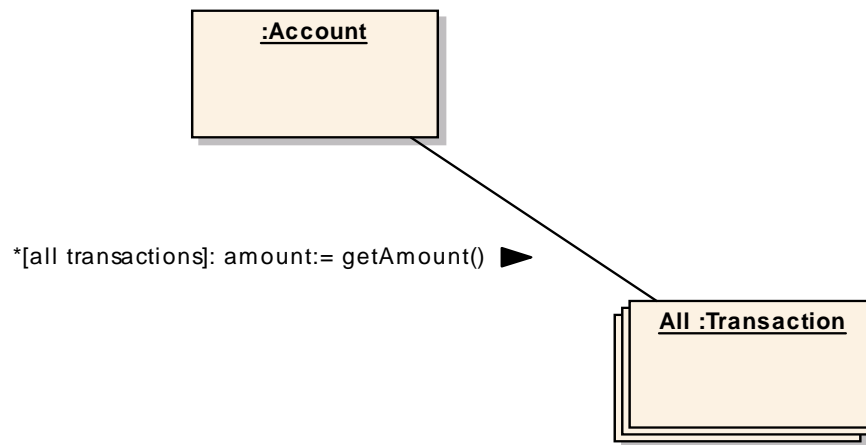 :Account
*[all transactions]: amount:= getAmount()
All :Transaction